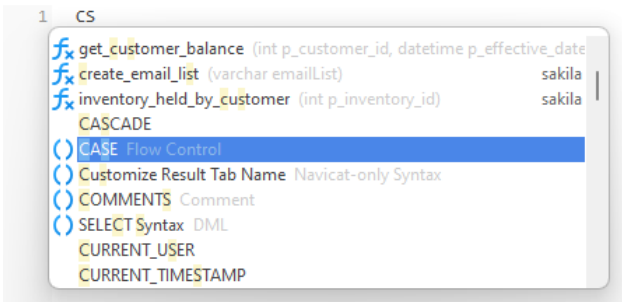 1 CS
get_customer_balance (int p_customer_id, datetime p_effective_date
create_email_list (varchar emailList) sakila
inventory_held_by_customer (int p_inventory_id) sakila
CASCADE
CASE Flow Control
Customize Result Tab Name Navicat-only Syntax
COMMENTS Comment
SELECT Syntax DML
CURRENT_USER
CURRENT_TIMESTAMP